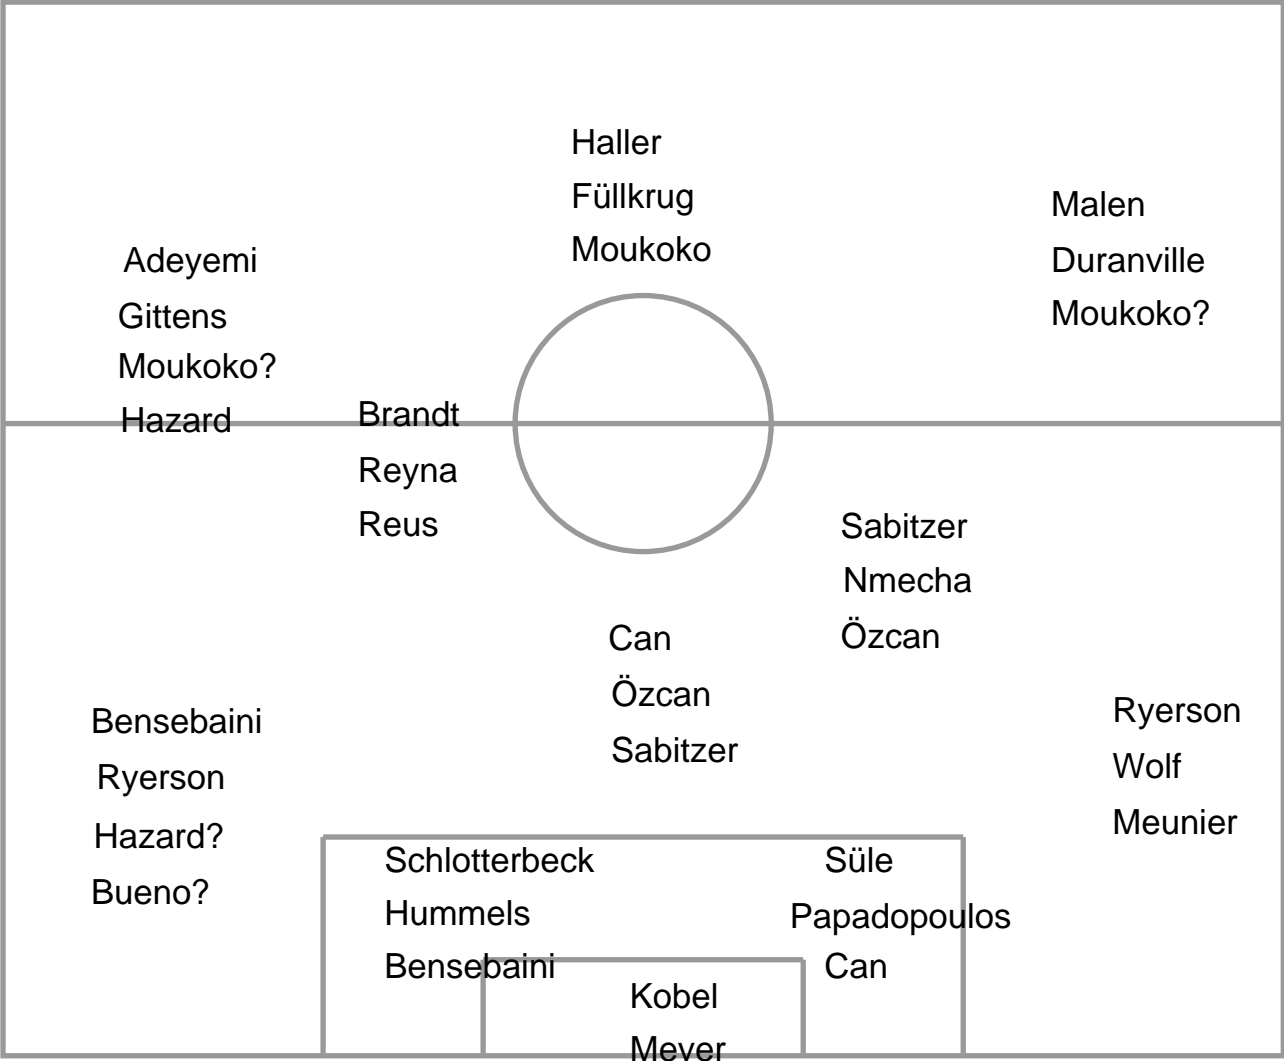 Haller
Füllkrug
Moukoko
Malen
Duranville
Moukoko?
Adeyemi
Gittens
Moukoko?
Hazard
Brandt
Reyna
Reus
Sabitzer
Nmecha
Özcan
Can
Özcan
Sabitzer
Bensebaini
Ryerson
Hazard?
Bueno?
Ryerson
Wolf
Meunier
Schlotterbeck
Hummels
Bensebaini
Süle
Papadopoulos
Can
Kobel
Meyer